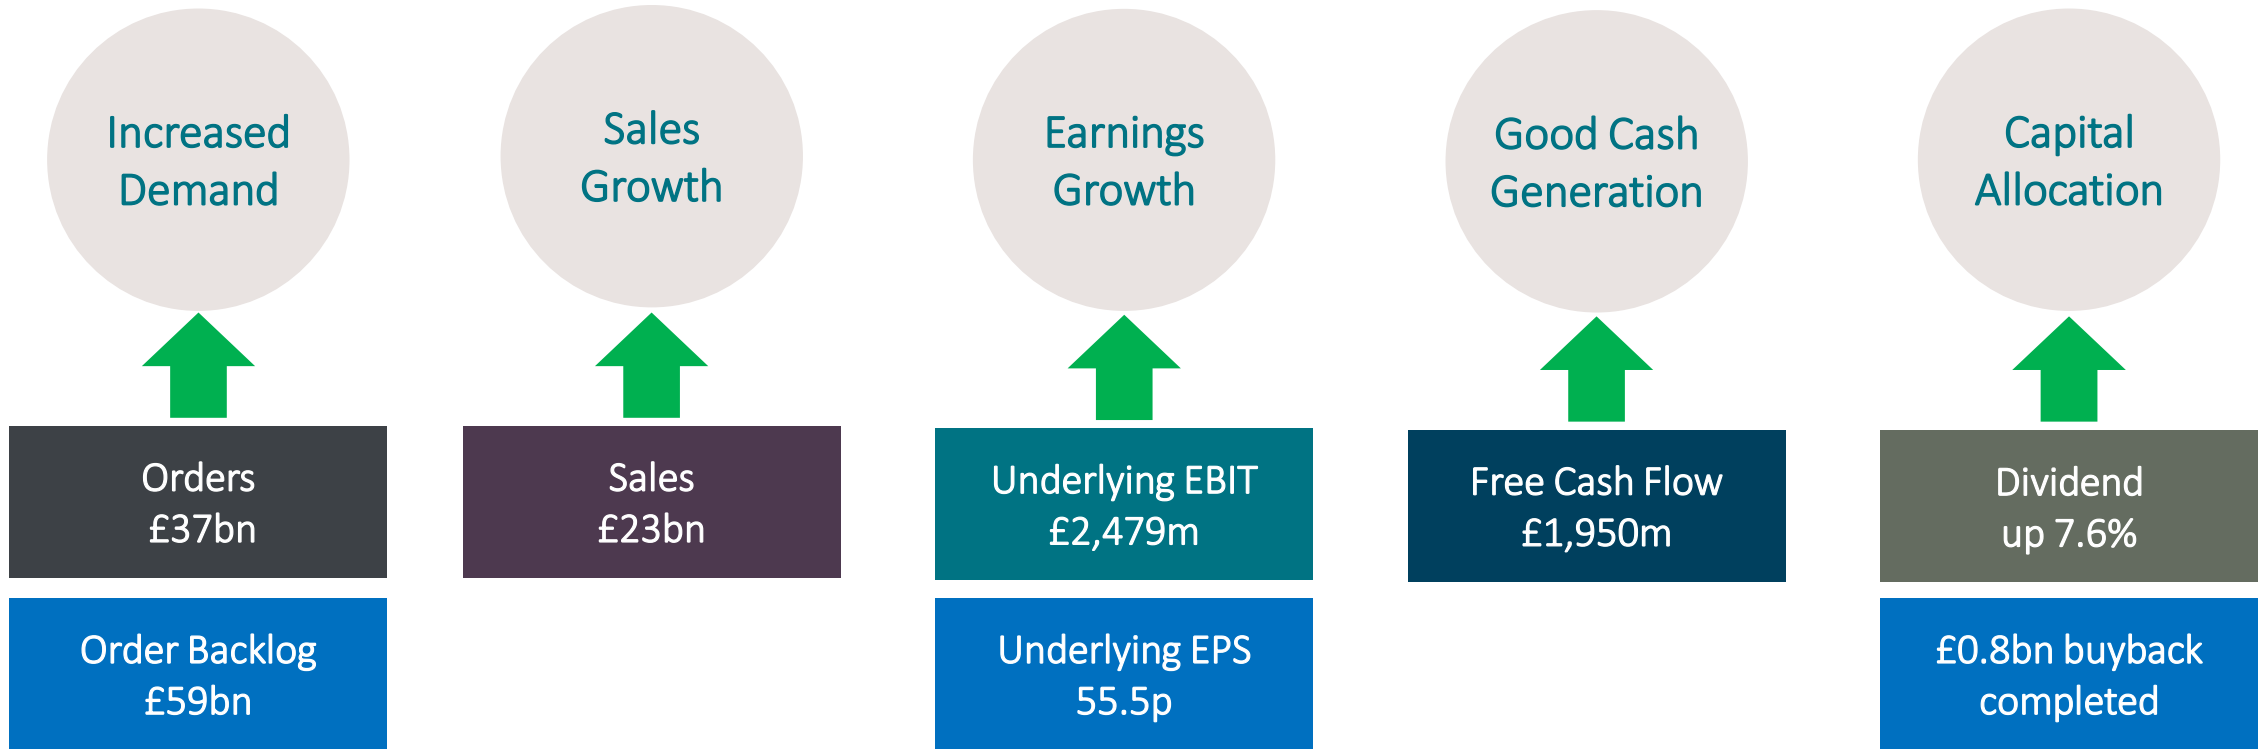 Increased
Demand
Sales
Growth
Earnings
Growth
Good Cash
Generation
Capital
Allocation
Orders
£37bn
Sales
£23bn
Underlying EBIT
£2,479m
Free Cash Flow
£1,950m
Dividend
up 7.6%
Order Backlog
£59bn
Underlying EPS
55.5p
£0.8bn buyback
completed